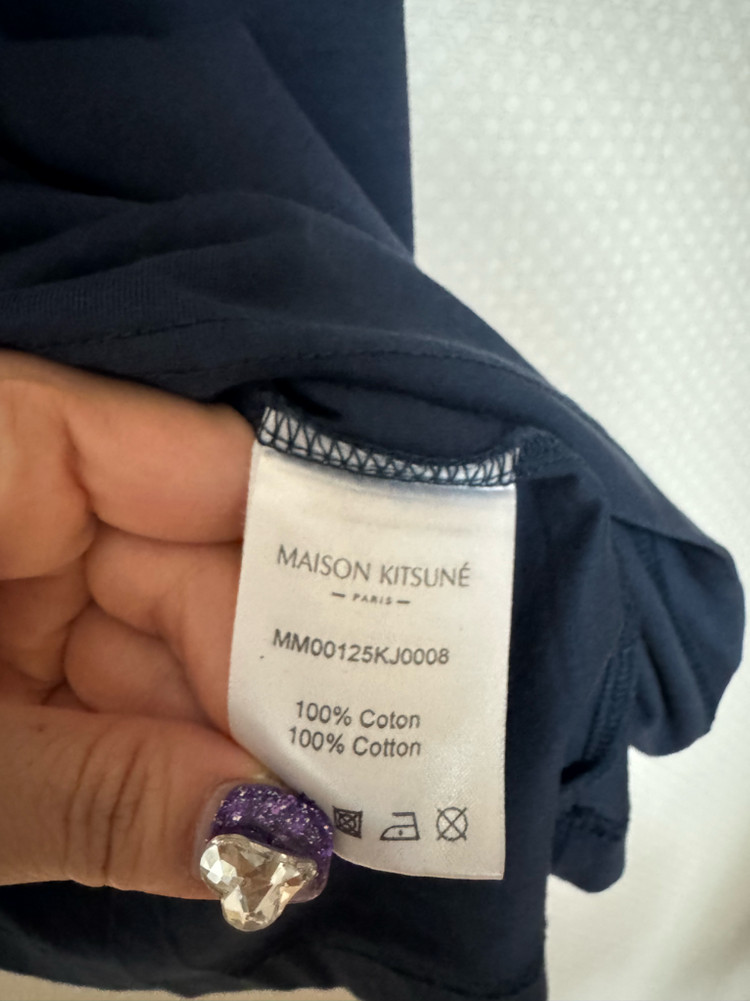 MAISON KITSUNÉ
— PARIS —
MM00125KJ0008
100% Coton
100% Cotton